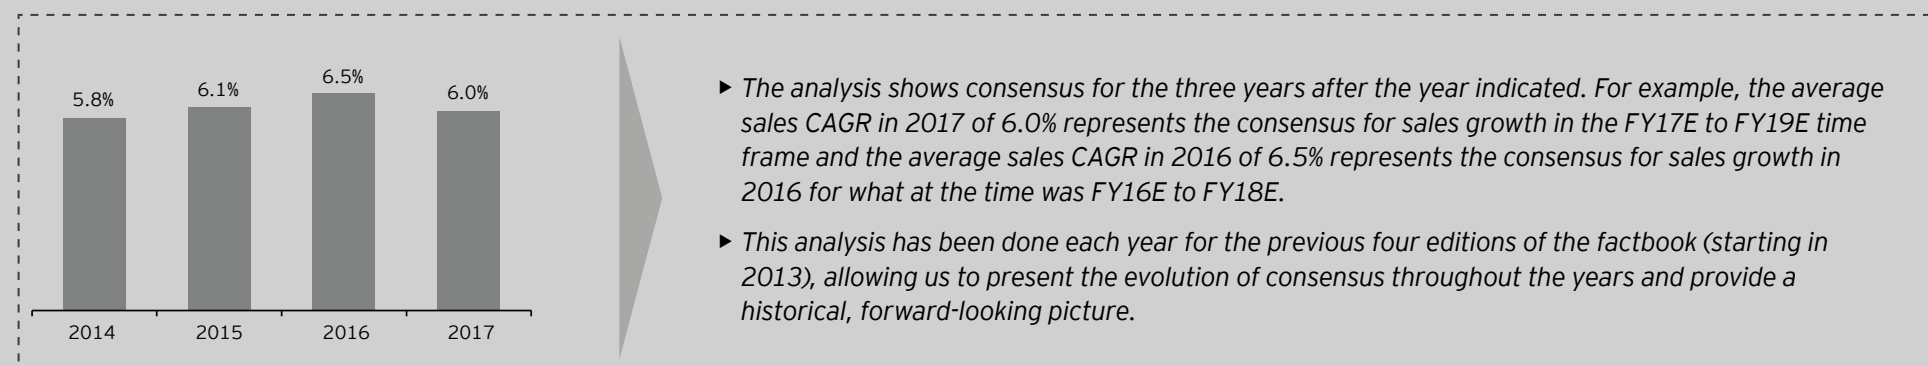 5.8%
6.1%
6.5%
6.0%
2014
2015
2016
2017
The analysis shows consensus for the three years after the year indicated. For example, the average
sales CAGR in 2017 of 6.0% represents the consensus for sales growth in the FY17E to FY19E time
frame and the average sales CAGR in 2016 of 6.5% represents the consensus for sales growth in
2016 for what at the time was FY16E to FY18E.
This analysis has been done each year for the previous four editions of the factbook (starting in
2013), allowing us to present the evolution of consensus throughout the years and provide a
historical, forward-looking picture.